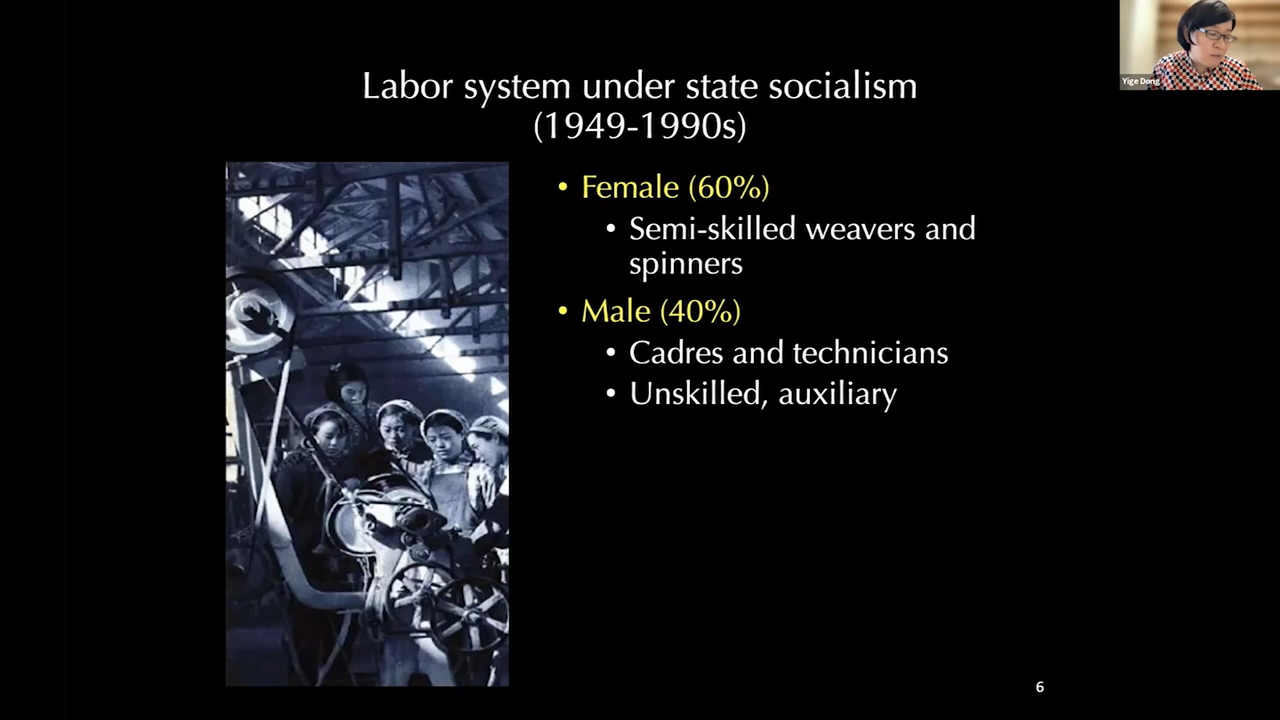 Labor system under state socialism
(1949-1990s)
• Female (60%)
• Semi-skilled weavers and
spinners
• Male (40%)
• Cadres and technicians
• Unskilled, auxiliary
6
Yige Dong